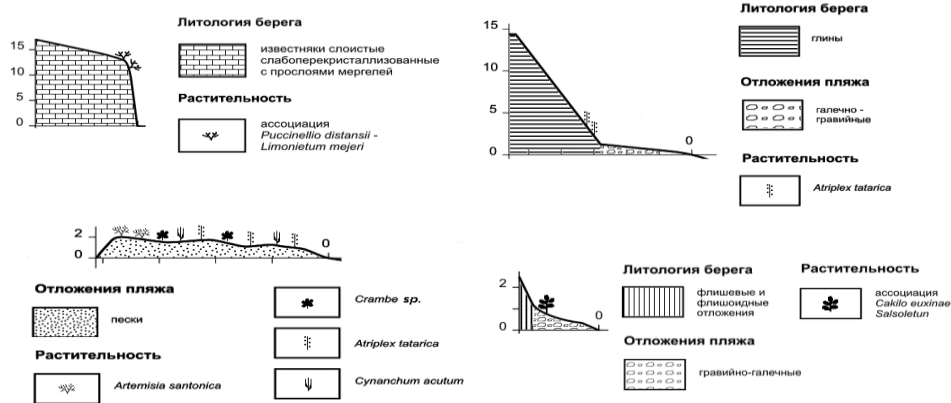 Литология берега
известняки слоистые
слабоперекристаллизованные
с прослоями мергелей
Растительность
ассоциация
Puccinellio distansii -
Limonietum mejeri
15
10
5
0
Литология берега
глины
Отложения пляжа
галечно -
гравийные
Растительность
Atriplex tatarica
15
10
5
0
0
2
0
0
Отложения пляжа
пески
Растительность
Artemisia santonica
Crambe sp.
Atriplex tatarica
Cynanchum acutum
2
0
0
Литология берега
флишевые и
флишоидные
отложения
Отложения пляжа
гравийно-галечные
Растительность
ассоциация
Cakilo euxinae
Salsoletun